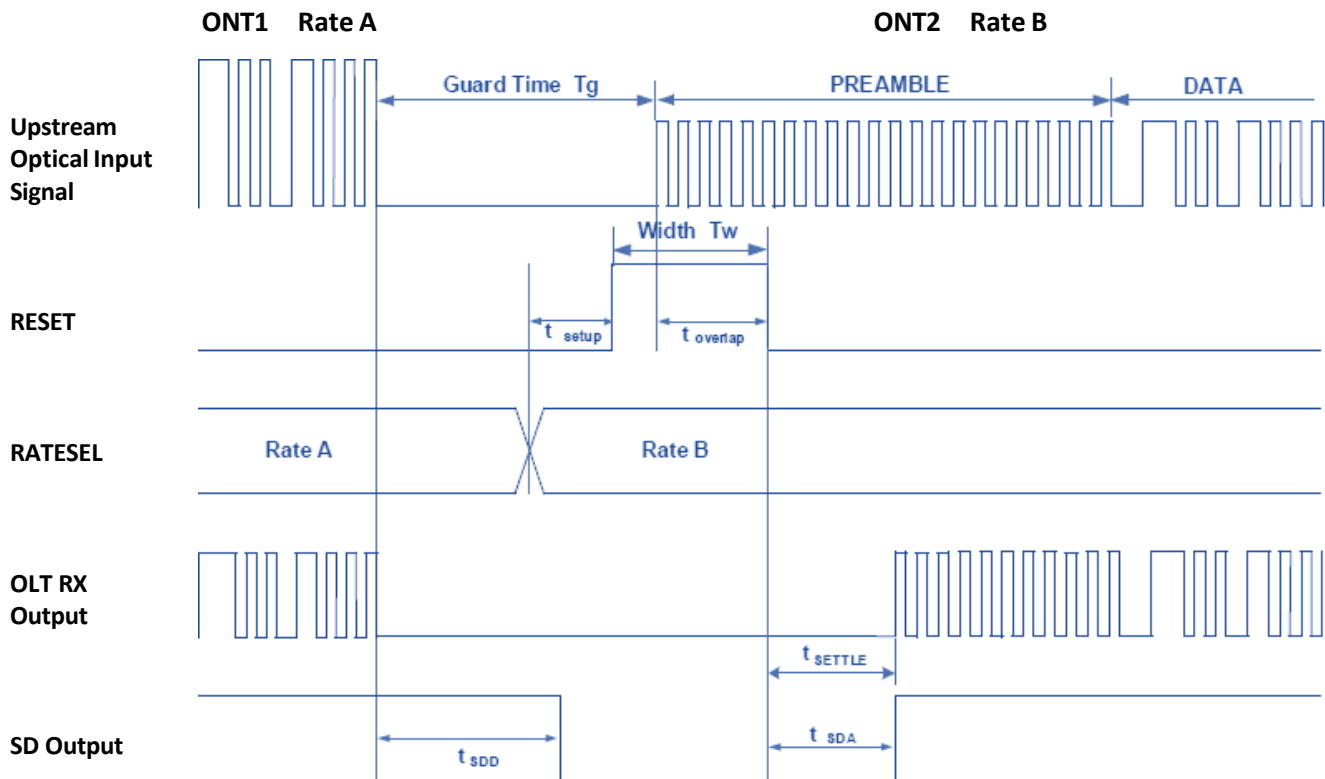 ONT1 Rate A
ONT2 Rate B
Guard Time Tg
PREAMBLE
DATA
Upstream
Optical Input
Signal
Width Tw
RESET
t setup
t overlap
RATESEL
Rate A
Rate B
OLT RX
Output
t SETTLE
SD Output
t SDD
t SDA